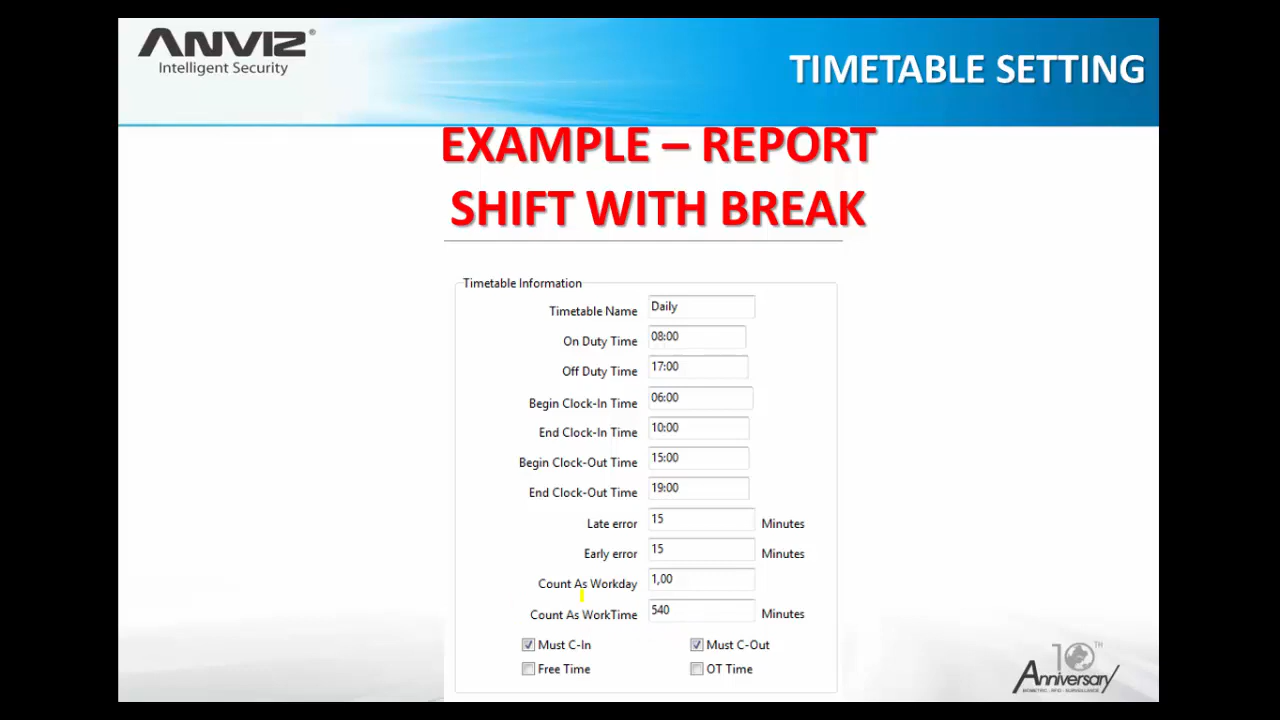 ANVIZ®
Intelligent Security
TIMETABLE SETTING
EXAMPLE – REPORT
SHIFT WITH BREAK
Timetable Information
Timetable Name Daily
On Duty Time 08:00
Off Duty Time 17:00
Begin Clock-In Time 06:00
End Clock-In Time 10:00
Begin Clock-Out Time 15:00
End Clock-Out Time 19:00
Late error 15 Minutes
Early error 15 Minutes
Count As Workday 1,00
Count As WorkTime 540 Minutes
Must C-In Must C-Out
Free Time OT Time
10TH
Anniversary
BIOMETRIC . RFID . SURVEILLANCE